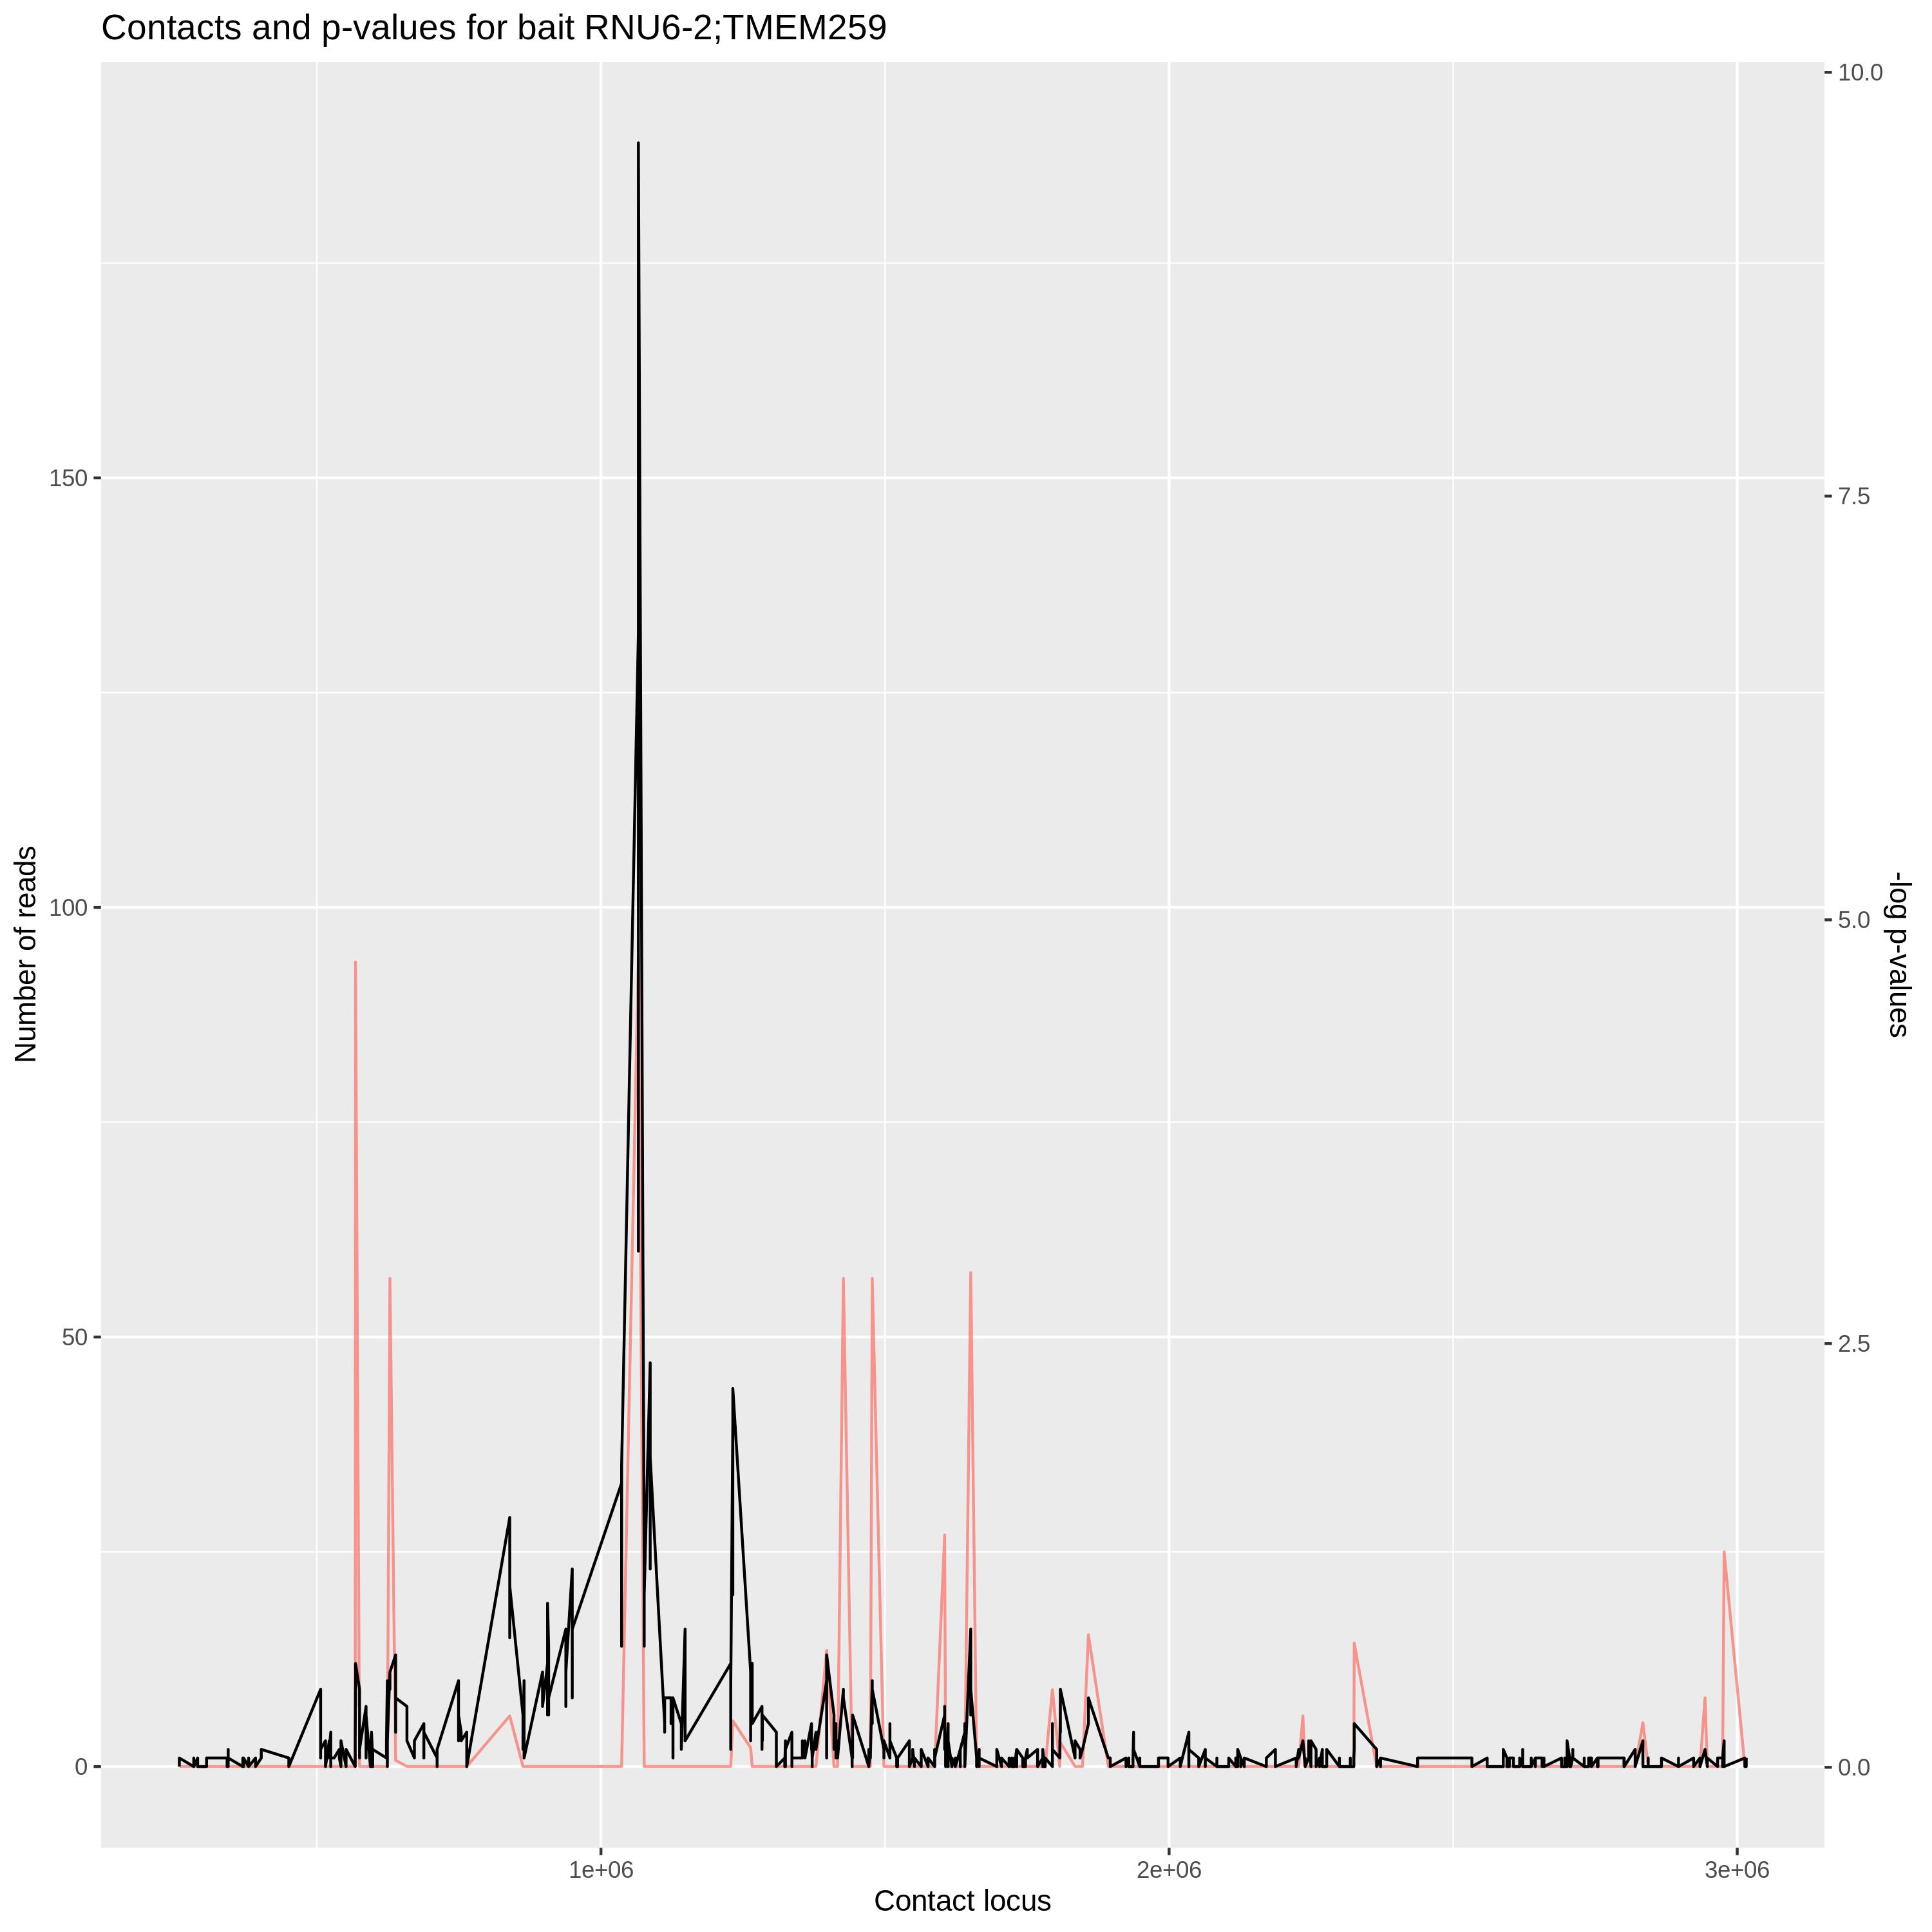 Contacts and p-values for bait RNU6-2;TMEM259
Number of reads
150
100
50
0
10.0
7.5
5.0
2.5
0.0
-log p-values
1e+06
2e+06
3e+06
Contact locus